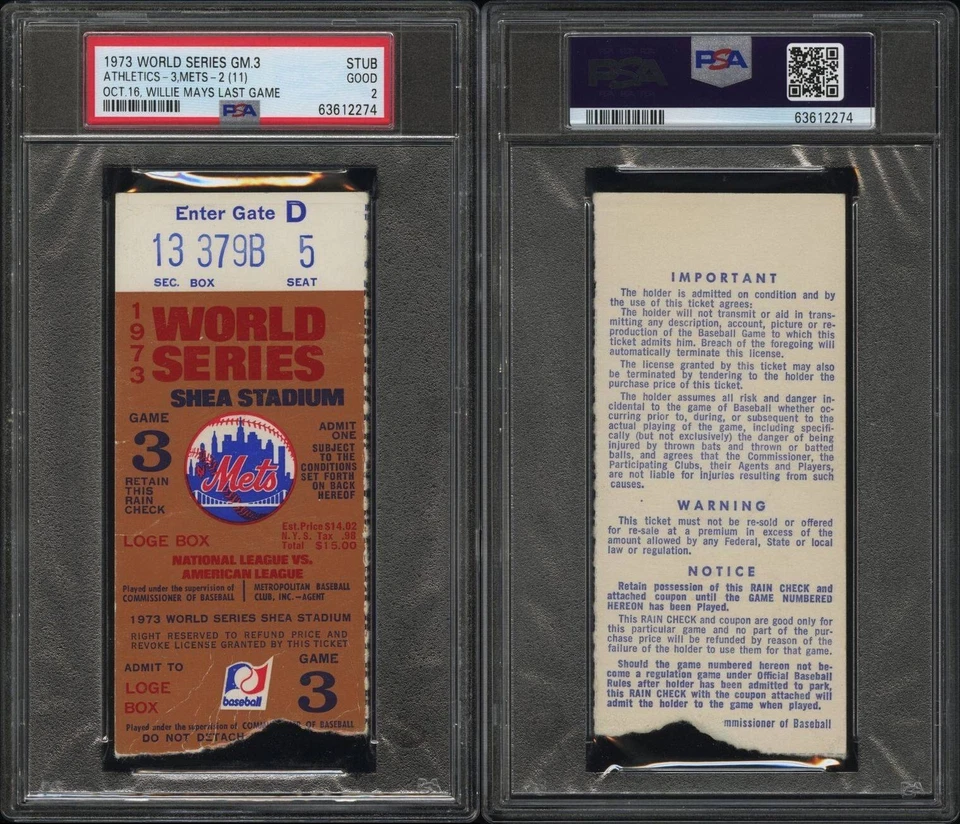 1973 WORLD SERIES GM.3 STUB
ATHLETICS - 3,METS - 2 (11) GOOD
OCT.16, WILLIE MAYS LAST GAME 2
PSA 63612274
Enter Gate D
13 379B 5
SEC. BOX SEAT
1973
WORLD
SERIES
SHEA STADIUM
GAME
3
RETAIN
THIS
RAIN
CHECK
Mets
ADMIT
ONE
SUBJECT
TO THE
CONDITIONS
SET FORTH
ON BACK
HEREOF
LOGE BOX
Est. Price $14.02
N.Y.S. Tax .98
Total $15.00
NATIONAL LEAGUE VS.
AMERICAN LEAGUE
Played under the supervision of
COMMISSIONER OF BASEBALL
METROPOLITAN BASEBALL
CLUB, INC.—AGENT
1973 WORLD SERIES SHEA STADIUM
RIGHT RESERVED TO REFUND PRICE AND
REVOKE LICENSE GRANTED BY THIS TICKET
ADMIT TO
LOGE
BOX
baseball
GAME
3
Played under the supervision of COMMISSIONER OF BASEBALL
DO NOT DETACH
PSA
PSA
63612274
IMPORTANT
The holder is admitted on condition and by
the use of this ticket agrees:
The holder will not transmit or aid in trans-
mitting any description, account, picture or re-
production of the Baseball Game to which this
ticket admits him. Breach of the foregoing will
automatically terminate this license.
The license granted by this ticket may also
be terminated by tendering to the holder the
purchase price of this ticket.
The holder assumes all risk and danger in-
cidental to the game of Baseball whether oc-
curring prior to, during, or subsequent to the
actual playing of the game, including specifi-
cally (but not exclusively) the danger of being
injured by thrown bats and thrown or batted
balls, and agrees that the Commissioner, the
Participating Clubs, their Agents and Players,
are not liable for injuries resulting from such
causes.
WARNING
This ticket must not be re-sold or offered
for re-sale at a premium in excess of the
amount allowed by any Federal, State or local
law or regulation.
NOTICE
Retain possession of this RAIN CHECK and
attached coupon until the GAME NUMBERED
HEREON has been Played.
This RAIN CHECK and coupon are good only for
this particular game and no part of the pur-
chase price will be refunded by reason of the
failure of the holder to use them for that game.
Should the game numbered hereon not be-
come a regulation game under Official Baseball
Rules after holder has been admitted to park,
this RAIN CHECK with the coupon attached will
admit the holder to the game when played.
mmissioner of Baseball